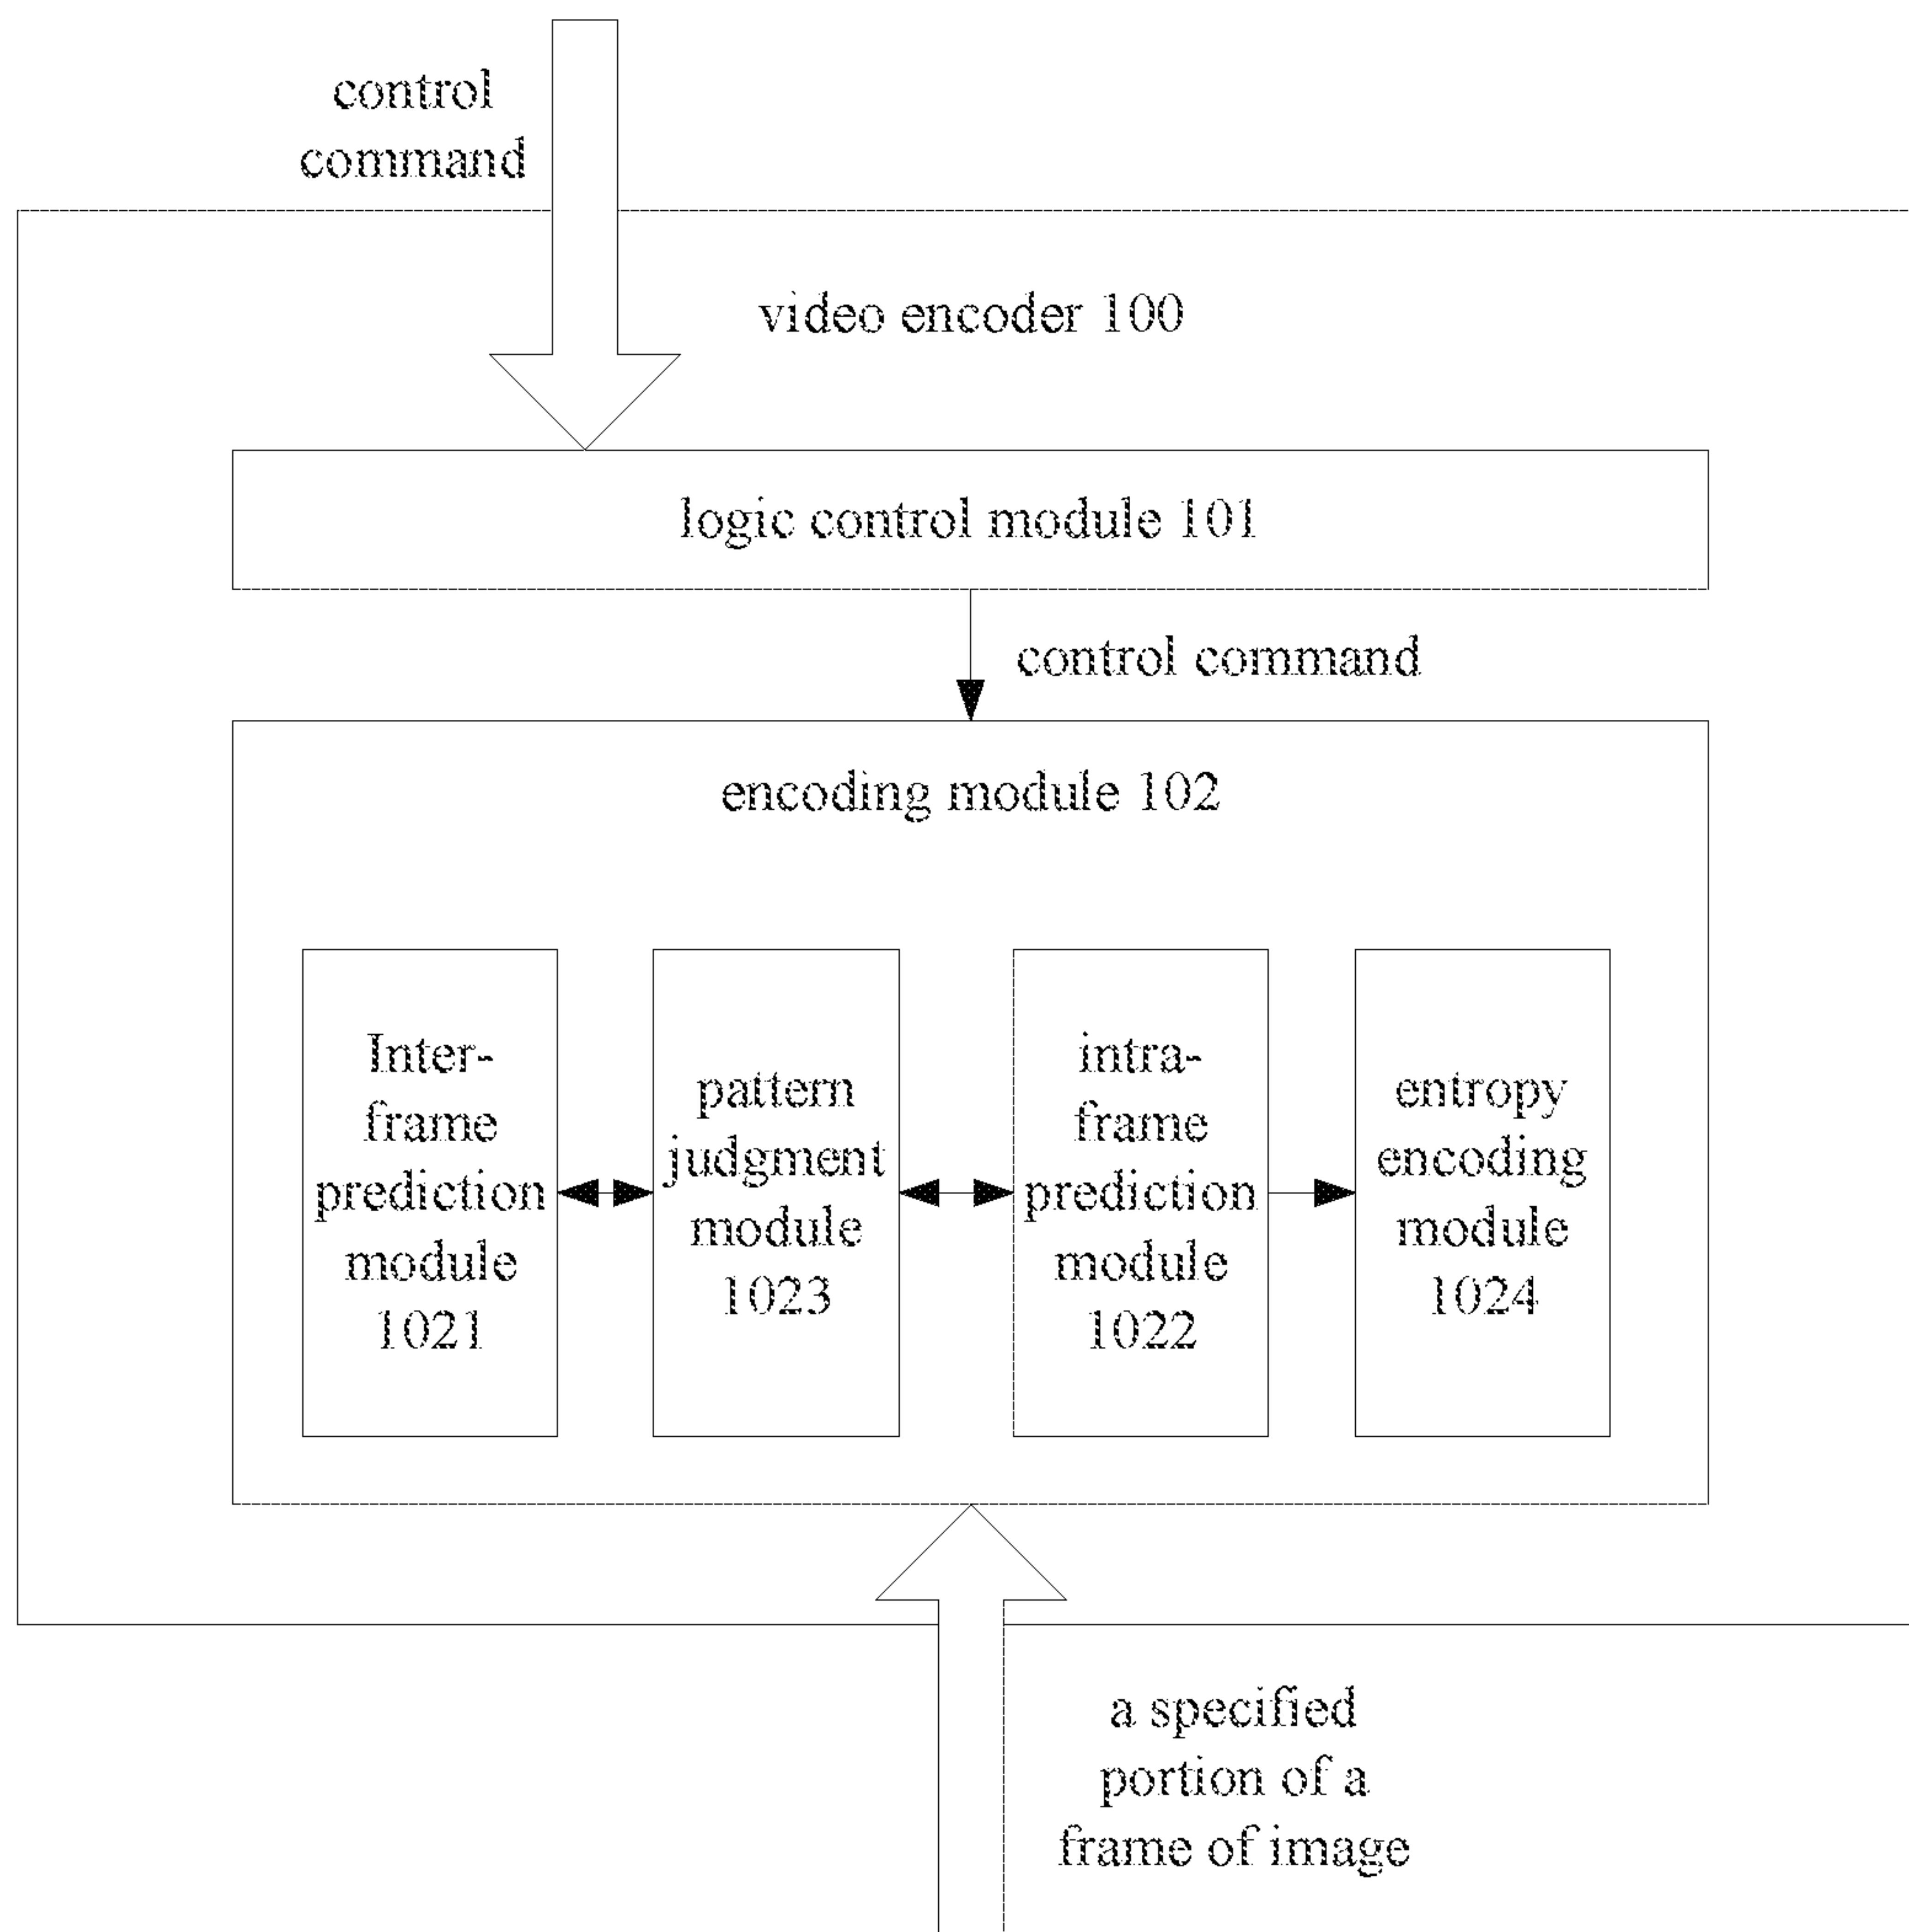 control
command
video encoder 100
logic control module 101
control command
encoding module 102
Inter-
frame
prediction
module
1021
pattern
judgment
module
1023
intra-
frame
prediction
module
1022
entropy
encoding
module
1024
a specified
portion of a
frame of image